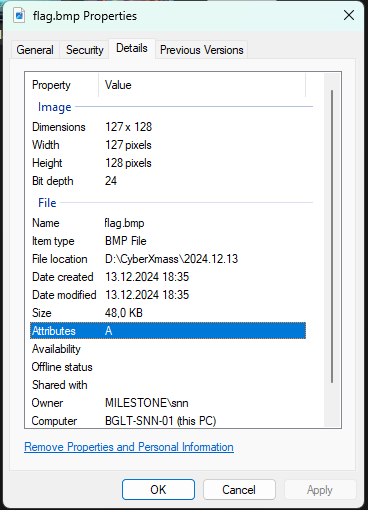 flag.bmp Properties
General Security Details Previous Versions
Property Value
Image
Dimensions 127 x 128
Width 127 pixels
Height 128 pixels
Bit depth 24
File
Name flag.bmp
Item type BMP File
File location D:\CyberXmass\2024.12.13
Date created 13.12.2024 18:35
Date modified 13.12.2024 18:35
Size 48,0 KB
Attributes A
Availability
Offline status
Shared with
Owner MILESTONE\snn
Computer BGLT-SNN-01 (this PC)
Remove Properties and Personal Information
OK Cancel Apply